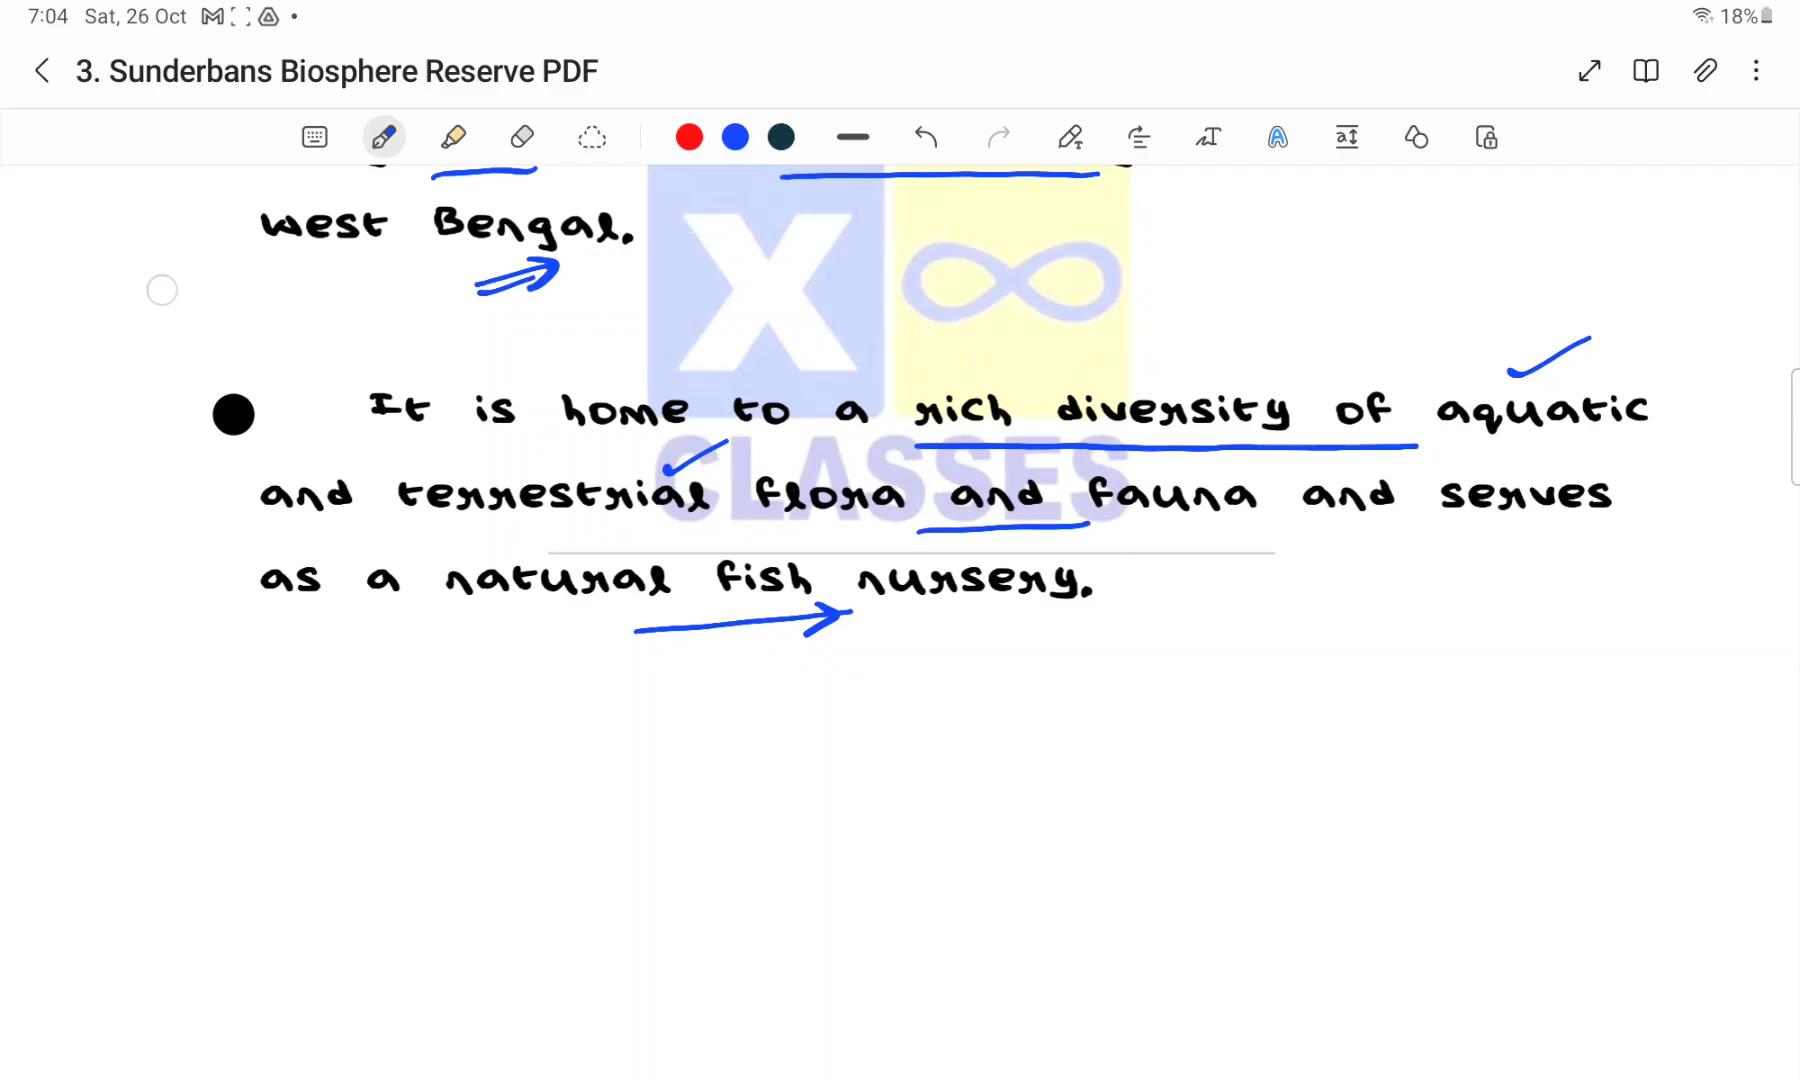 7:04 Sat, 26 Oct
18%
3. Sunderbans Biosphere Reserve PDF
west Bengal.
It is home to a rich diversity of aquatic
and terrestrial flora and fauna and serves
as a natural fish nursery.
X
CLASSES